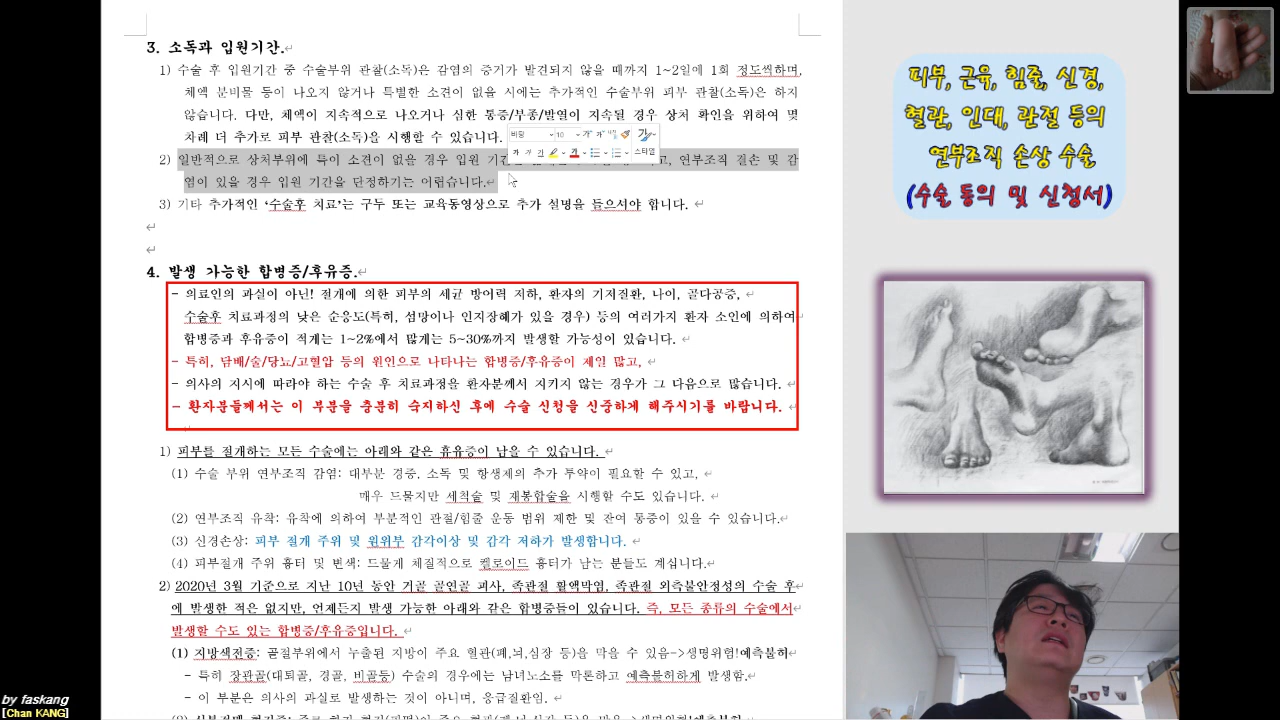 3. 소독과 입원기간.
1) 수술 후 입원기간 중 수술부위 관찰(소독)은 감염의 증거가 발견되지 않을 때까지 1~2일에 1회 정도씩하며,
체액 분비물 등이 나오지 않거나 특별한 소견이 없을 시에는 추가적인 수술부위 피부 관찰(소독)은 하지
않습니다. 다만, 체액이 지속적으로 나오거나 심한 통증/부종/발열이 지속될 경우 상처 확인을 위하여 몇
차례 더 추가로 피부 관찰(소독)을 시행할 수 있습니다.
바탕 10 가 가
가 가 간 가 스타일
2) 일반적으로 상처부위에 특이 소견이 없을 경우 입원 기간 고, 연부조직 결손 및 감
염이 있을 경우 입원 기간을 단정하기는 어렵습니다.
3) 기타 추가적인 '수술후 치료'는 구두 또는 교육동영상으로 추가 설명을 들으셔야 합니다.
4. 발생 가능한 합병증/후유증.
- 의료인의 과실이 아닌! 절개에 의한 피부의 세균 방어력 저하, 환자의 기저질환, 나이, 골다공증,
수술후 치료과정의 낮은 순응도(특히, 섬망이나 인지장혜가 있을 경우) 등의 여러가지 환자 소인에 의하여
합병증과 후유증이 적게는 1~2%에서 많게는 5~30%까지 발생할 가능성이 있습니다.
- 특히, 담배/술/당뇨/고혈압 등의 원인으로 나타나는 합병증/후유증이 제일 많고,
- 의사의 지시에 따라야 하는 수술 후 치료과정을 환자분께서 지키지 않는 경우가 그 다음으로 많습니다.
- 환자분들께서는 이 부분을 충분히 숙지하신 후에 수술 신청을 신중하게 해주시기를 바랍니다.
1) 피부를 절개하는 모든 수술에는 아래와 같은 휴유증이 남을 수 있습니다.
(1) 수술 부위 연부조직 감염: 대부분 경증, 소독 및 항생제의 추가 투약이 필요할 수 있고,
매우 드물지만 세척술 및 재봉합술을 시행할 수도 있습니다.
(2) 연부조직 유착: 유착에 의하여 부분적인 관절/힘줄 운동 범위 제한 및 잔여 통증이 있을 수 있습니다.
(3) 신경손상: 피부 절개 주위 및 원위부 감각이상 및 감각 저하가 발생합니다.
(4) 피부절개 주위 흉터 및 변색: 드물게 체질적으로 켈로이드 흉터가 남는 분들도 계십니다.
2) 2020년 3월 기준으로 지난 10년 동안 거골 골연골 괴사, 족관절 활액막염, 족관절 외측불안정성의 수술 후
에 발생한 적은 없지만, 언제든지 발생 가능한 아래와 같은 합병증들이 있습니다. 즉, 모든 종류의 수술에서
발생할 수도 있는 합병증/후유증입니다.
(1) 지방색전증: 골절부위에서 누출된 지방이 주요 혈관(폐,뇌,심장 등)을 막을 수 있음->생명위험!예측불허
- 특히 장관골(대퇴골, 경골, 비골등) 수술의 경우에는 남녀노소를 막론하고 예측불허하게 발생함.
- 이 부분은 의사의 과실로 발생하는 것이 아니며, 응급질환임.
피부, 근육, 힘줄, 신경,
혈관, 인대, 관절 등의
연부조직 손상 수술
(수술 동의 및 신청서)
by faskang
[Chan KANG]